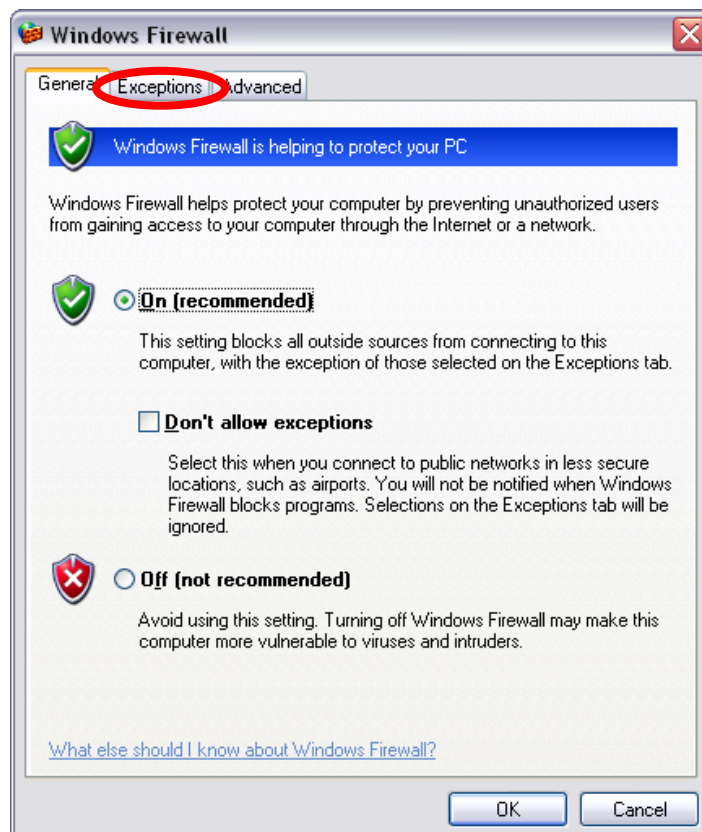 Windows Firewall
General Exceptions Advanced
Windows Firewall is helping to protect your PC
Windows Firewall helps protect your computer by preventing unauthorized users
from gaining access to your computer through the Internet or a network.
On (recommended)
This setting blocks all outside sources from connecting to this
computer, with the exception of those selected on the Exceptions tab.
Don't allow exceptions
Select this when you connect to public networks in less secure
locations, such as airports. You will not be notified when Windows
Firewall blocks programs. Selections on the Exceptions tab will be
ignored.
Off (not recommended)
Avoid using this setting. Turning off Windows Firewall may make this
computer more vulnerable to viruses and intruders.
What else should I know about Windows Firewall?
OK Cancel